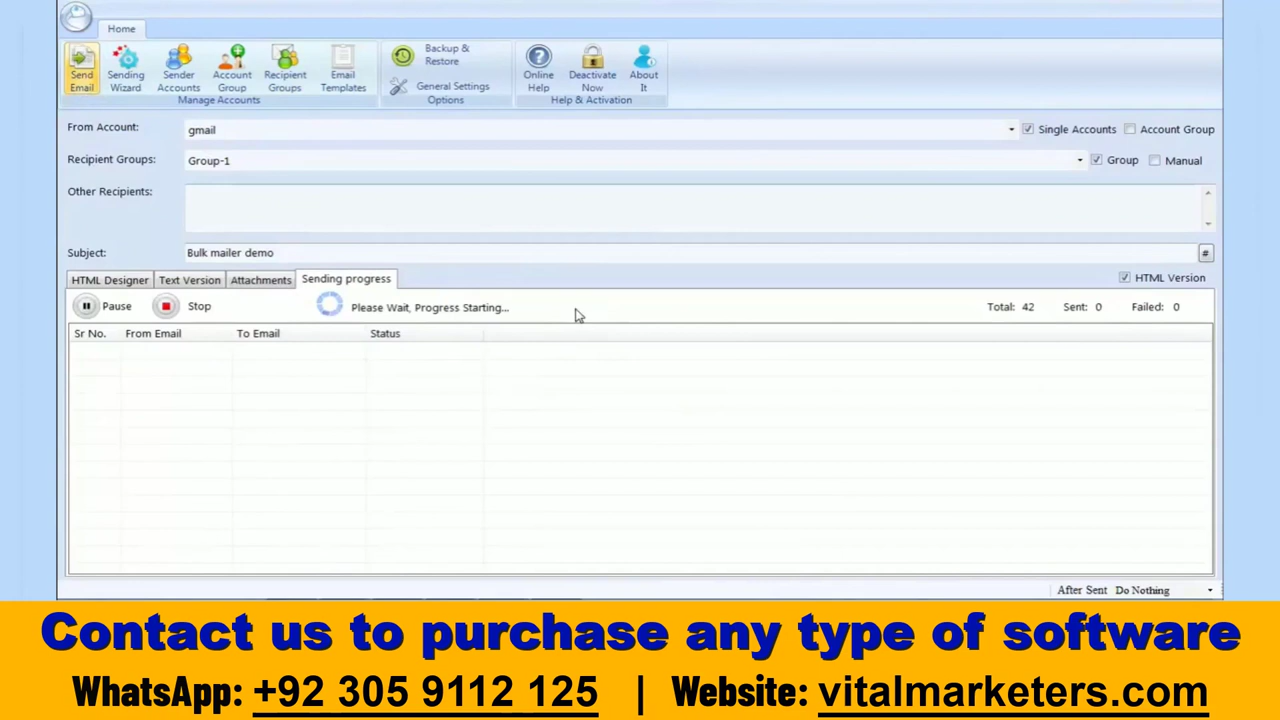 Home
Send Email
Sending Wizard
Sender Accounts
Account Group
Recipient Groups
Email Templates
Manage Accounts
Backup & Restore
General Settings
Options
Online Help
Deactivate Now
About It
Help & Activation
From Account: gmail Single Accounts Account Group
Recipient Groups: Group-1 Group Manual
Other Recipients:
Subject: Bulk mailer demo #
HTML Designer Text Version Attachments Sending progress HTML Version
Pause Stop Please Wait, Progress Starting... Total: 42 Sent: 0 Failed: 0
Sr No. From Email To Email Status
After Sent Do Nothing
Contact us to purchase any type of software
WhatsApp: +92 305 9112 125 | Website: vitalmarketers.com